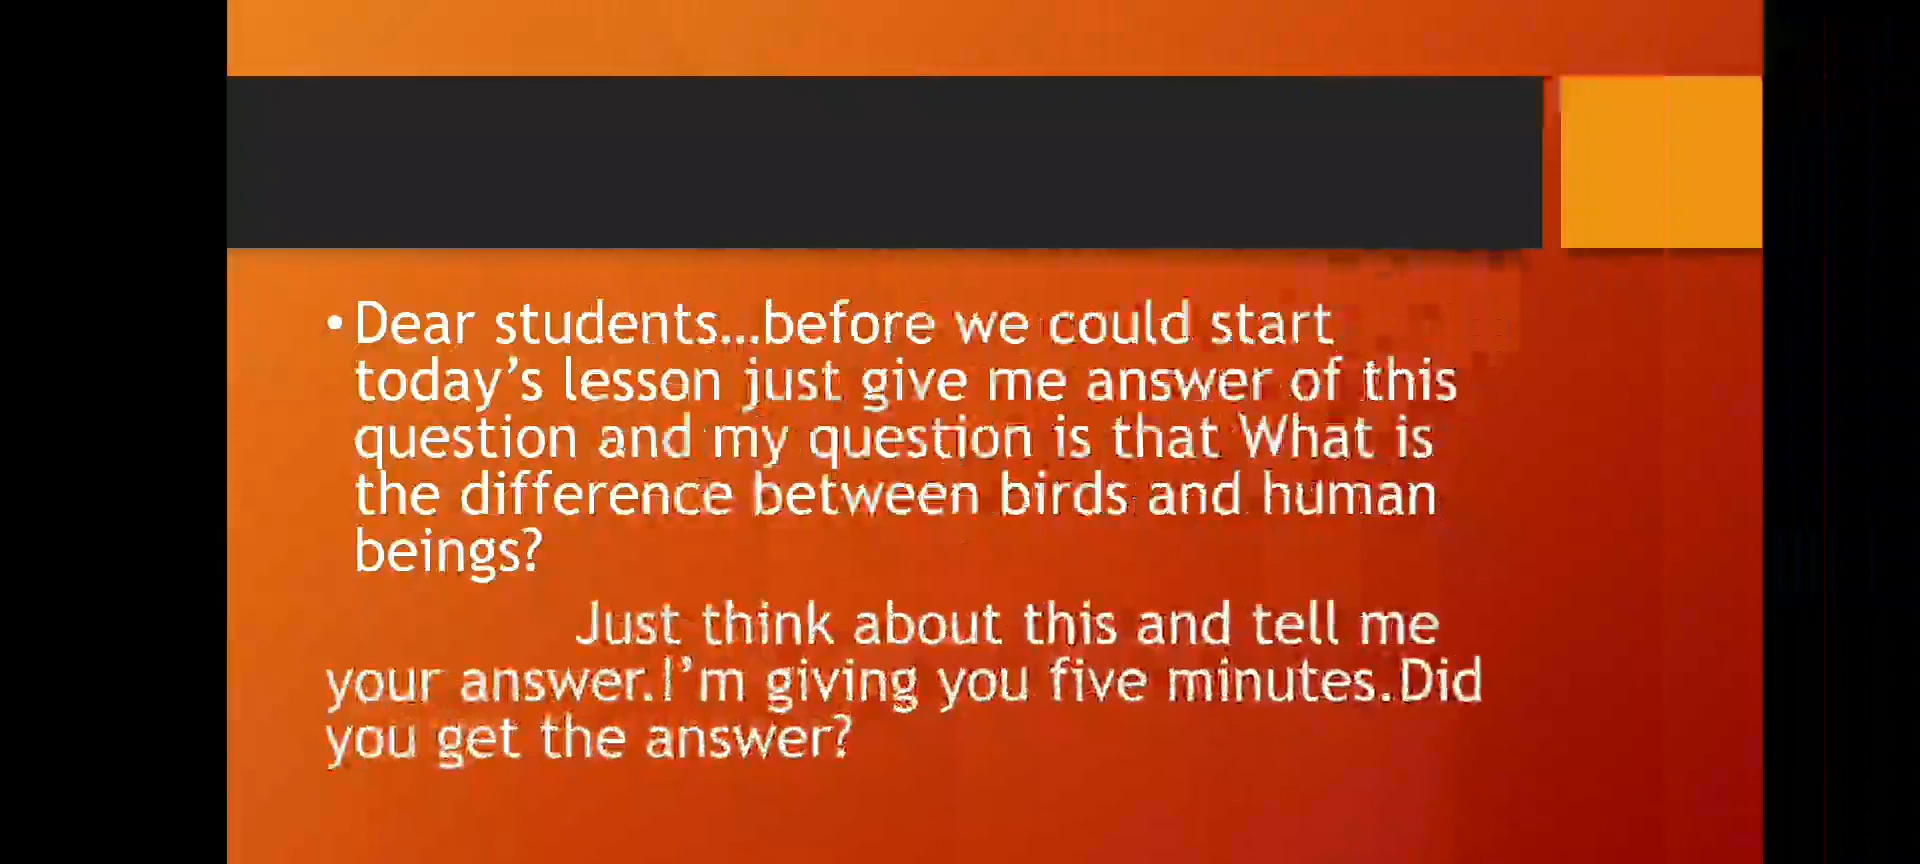 •Dear students...before we could start
today’s lesson just give me answer of this
question and my question is that What is
the difference between birds and human
beings?
Just think about this and tell me
your answer.I’m giving you five minutes.Did
you get the answer?